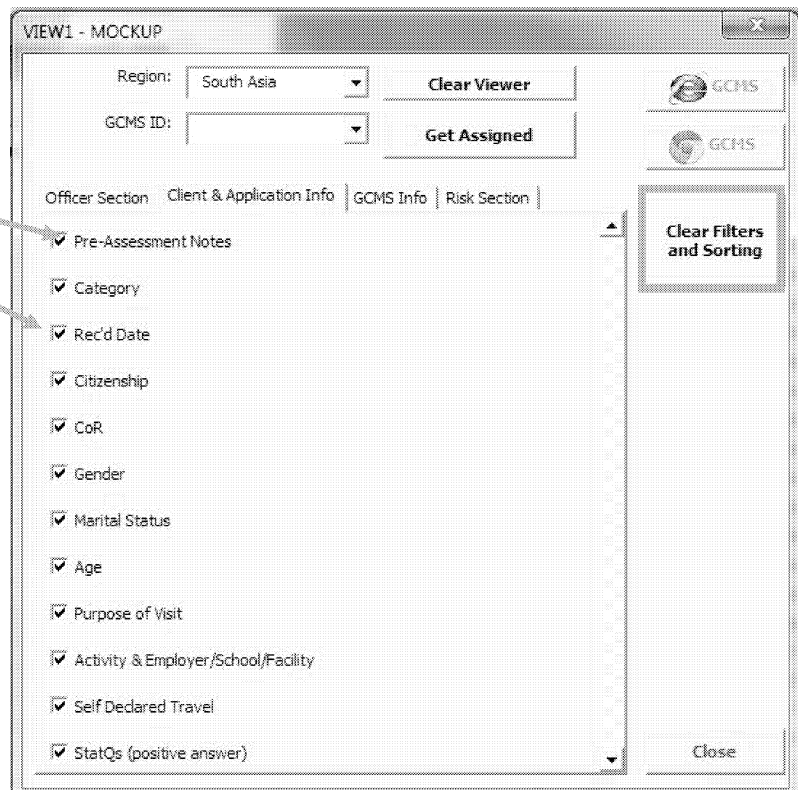 VIEW1 - MOCKUP
Region: South Asia Clear Viewer GCMS
GCMS ID: Get Assigned GCMS
Officer Section Client & Application Info GCMS Info Risk Section
Clear Filters
and Sorting
Pre-Assessment Notes
Category
Rec'd Date
Citizenship
CoR
Gender
Marital Status
Age
Purpose of Visit
Activity & Employer/School/Facility
Self Declared Travel
StatQs (positive answer)
Close